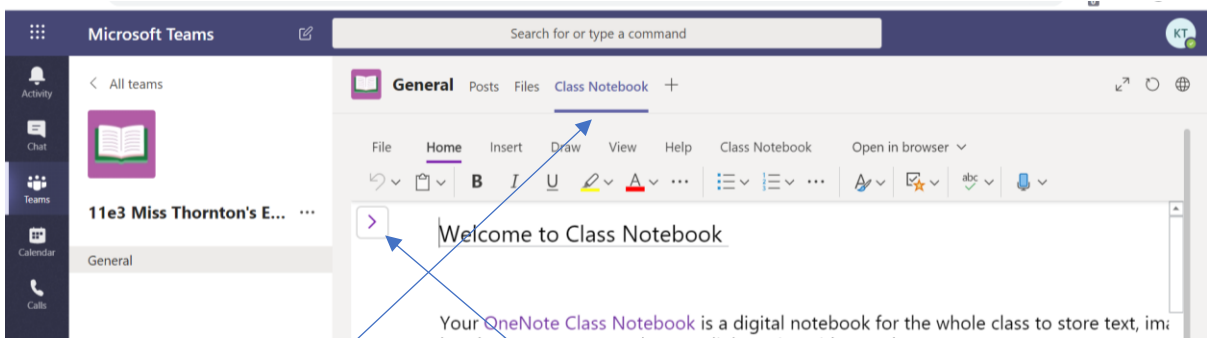 Microsoft Teams
Search for or type a command
KT
Activity
Chat
Teams
Calendar
Calls
< All teams
11e3 Miss Thornton's E... ...
General
General Posts Files Class Notebook +
File Home Insert Draw View Help Class Notebook Open in browser
B I U A ... ... abc
Welcome to Class Notebook
Your OneNote Class Notebook is a digital notebook for the whole class to store text, ima